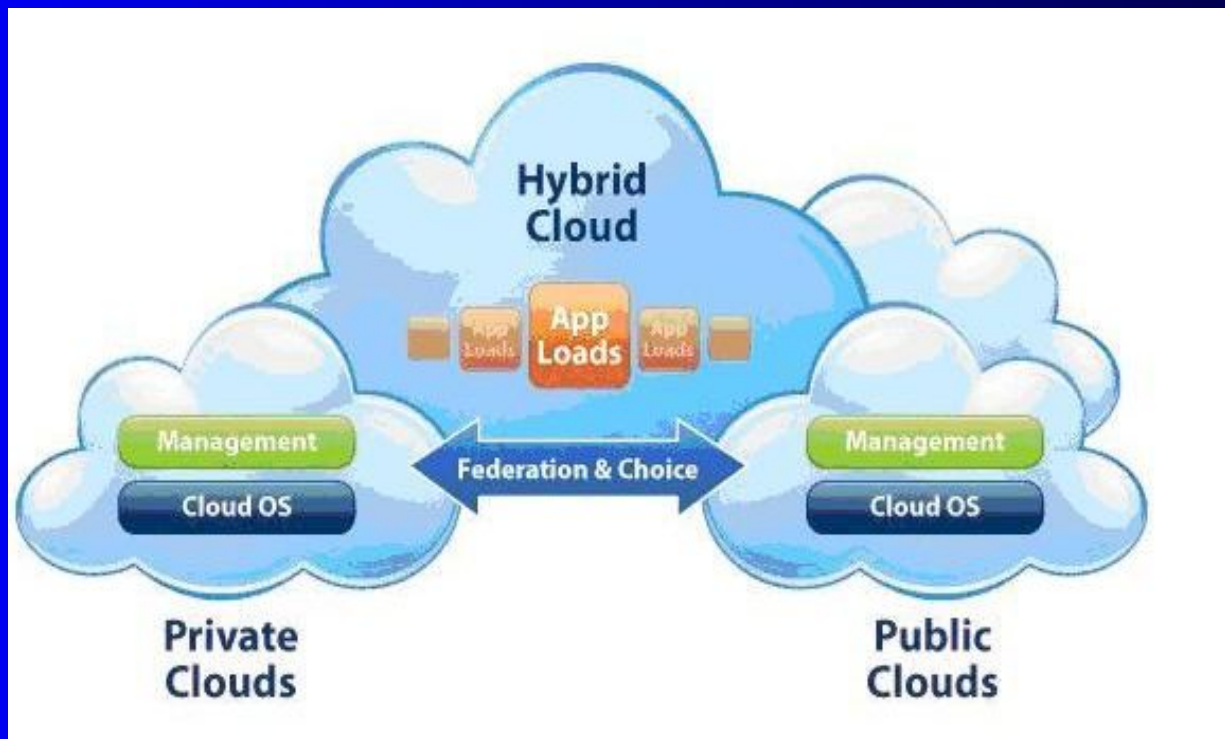 Hybrid
Cloud
App
Loads
App
Loads
App
Loads
Management
Cloud OS
Federation & Choice
Management
Cloud OS
Private
Clouds
Public
Clouds